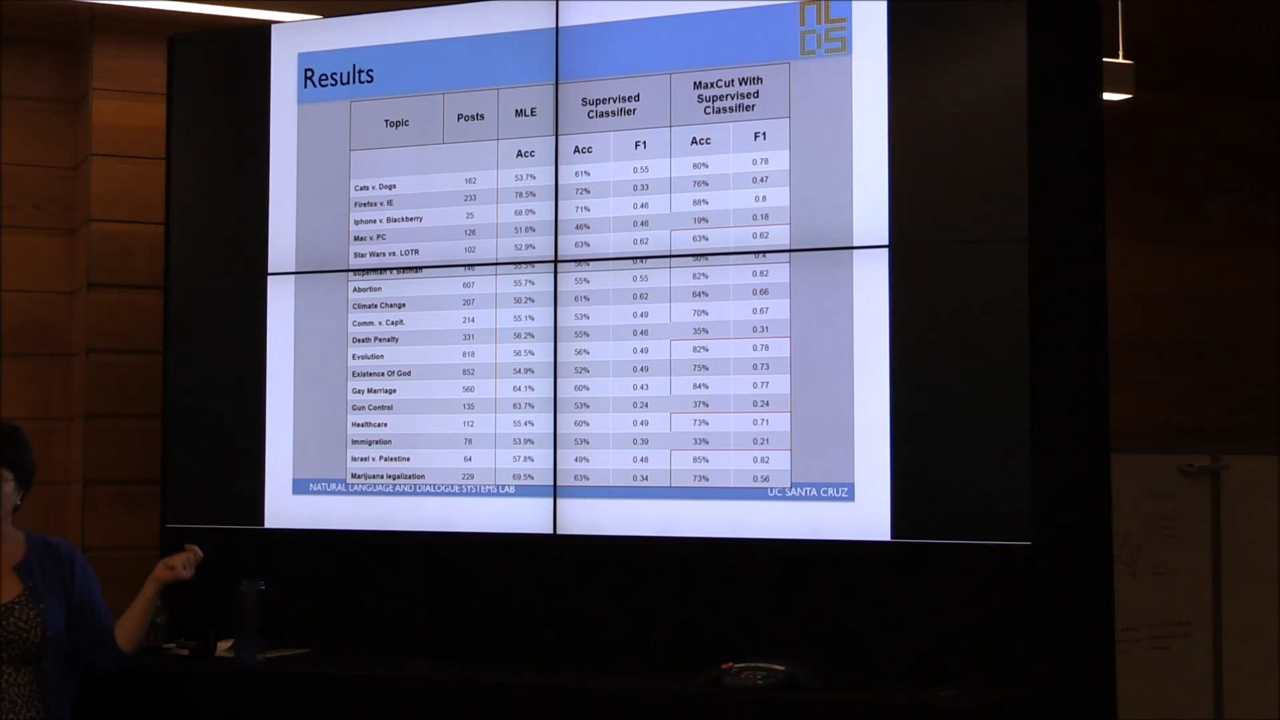 NLDS
Results
Topic Posts MLE Supervised Classifier MaxCut With Supervised Classifier
Acc Acc F1 Acc F1
Cats v. Dogs 162 53.7% 61% 0.55 80% 0.78
Firefox v. IE 233 78.5% 72% 0.33 76% 0.47
Iphone v. Blackberry 25 68.0% 71% 0.46 88% 0.8
Mac v. PC 126 51.6% 46% 0.46 19% 0.18
Star Wars vs. LOTR 102 52.9% 63% 0.62 63% 0.62
Superman v. Batman 146 0.47 0.4
Abortion 607 55.7% 55% 0.55 82% 0.82
Climate Change 207 50.2% 61% 0.62 64% 0.66
Comm. v. Capit. 214 55.1% 53% 0.49 70% 0.67
Death Penalty 331 56.2% 55% 0.46 35% 0.31
Evolution 818 56.5% 56% 0.49 82% 0.78
Existence Of God 852 54.9% 52% 0.49 75% 0.73
Gay Marriage 560 64.1% 60% 0.43 84% 0.77
Gun Control 135 63.7% 53% 0.24 37% 0.24
Healthcare 112 55.4% 60% 0.49 73% 0.71
Immigration 78 53.9% 53% 0.39 33% 0.21
Israel v. Palestine 64 57.8% 49% 0.48 85% 0.82
Marijuana legalization 229 69.5% 63% 0.34 73% 0.56
NATURAL LANGUAGE AND DIALOGUE SYSTEMS LAB UC SANTA CRUZ